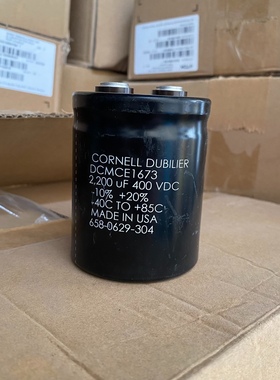 CORNELL DUBILIER
DCMCE1673
2,200 uF 400 VDC
-10% +20%
-40C TO +85C
MADE IN USA
658-0629-304